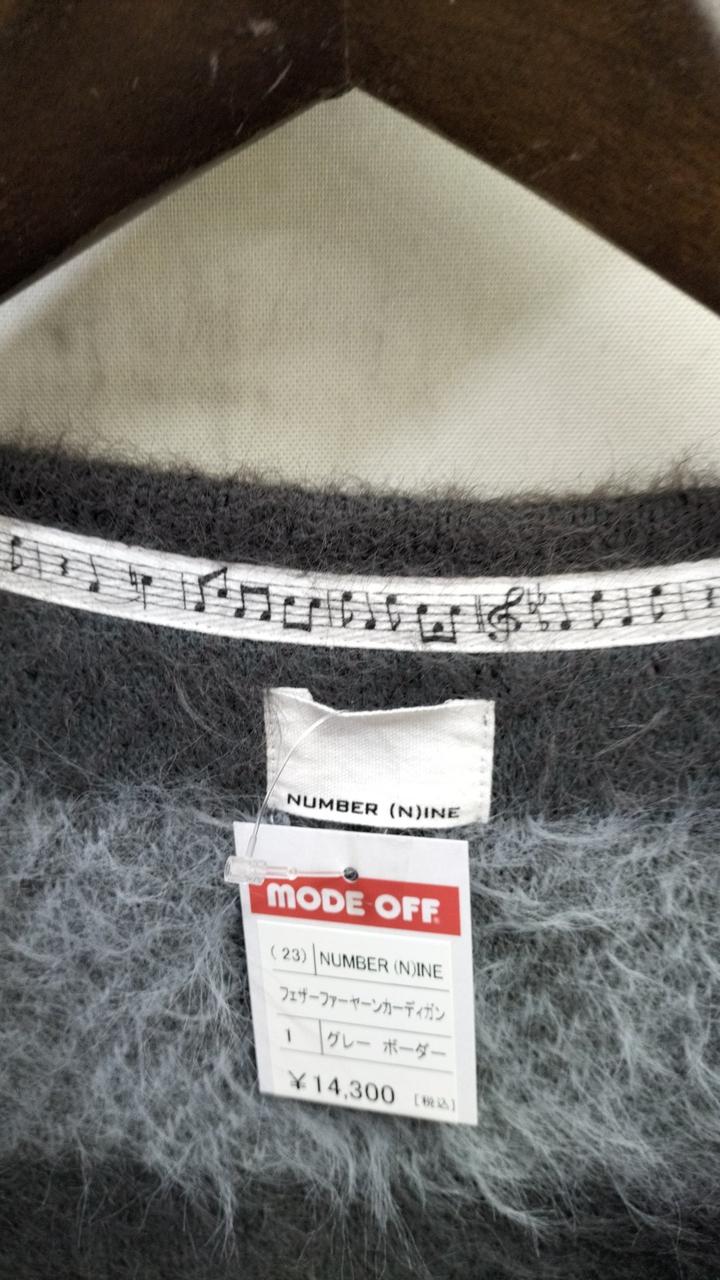 NUMBER (N)INE
MODE OFF
(23) NUMBER (N)INE
フェザーファーヤーンカーディガン
1 グレー ボーダー
¥14,300 [税込]